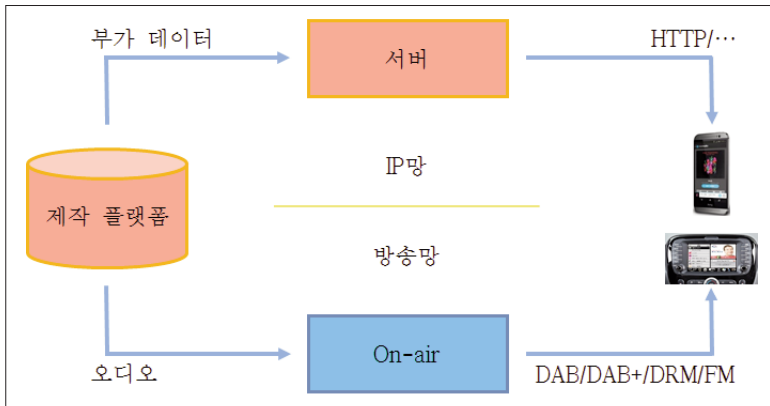 부가 데이터
서버
HTTP/…
IP망
제작 플랫폼
방송망
On-air
오디오
DAB/DAB+/DRM/FM